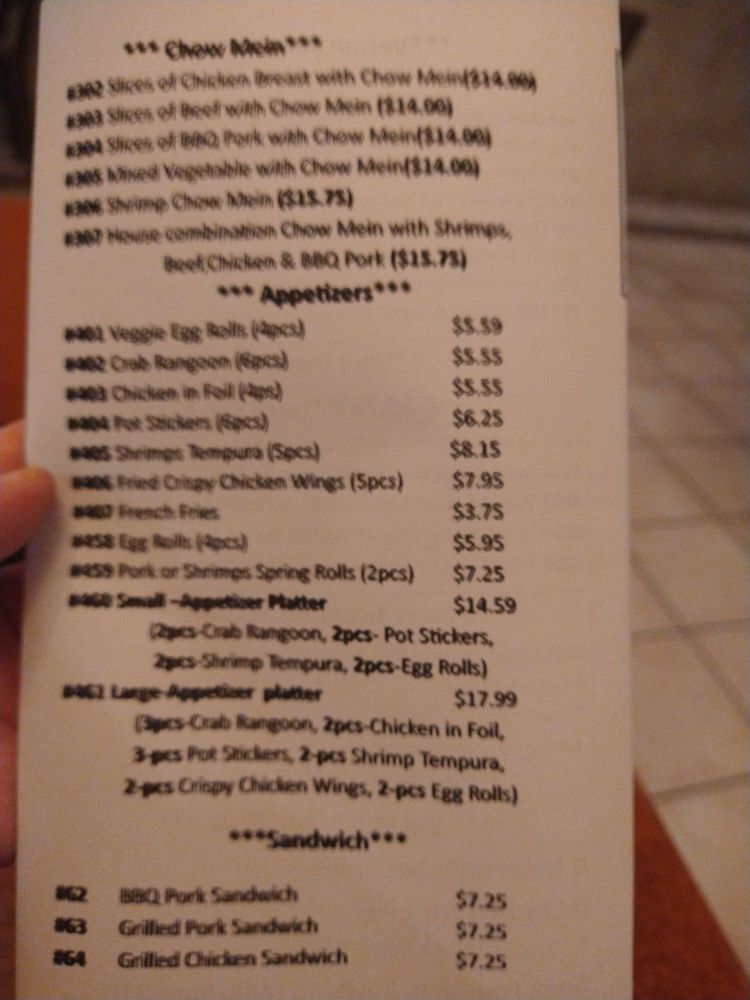 *** Chow Mein***
#302 Slices of Chicken Breast with Chow Mein($14.00)
#303 Slices of Beef with Chow Mein ($14.00)
#304 Slices of BBQ Pork with Chow Mein($14.00)
#305 Mixed Vegetable with Chow Mein($14.00)
#306 Shrimp Chow Mein ($15.75)
#307 House combination Chow Mein with Shrimps,
Beef,Chicken & BBQ Pork ($15.75)
*** Appetizers***
#401 Veggie Egg Rolls (4pcs) $5.59
#402 Crab Rangoon (6pcs) $5.55
#403 Chicken in Foil (4ps) $5.55
#404 Pot Stickers (6pcs) $6.25
#405 Shrimps Tempura (5pcs) $8.15
#406 Fried Crispy Chicken Wings (5pcs) $7.95
#407 French Fries $3.75
#458 Egg Rolls (4pcs) $5.95
#459 Pork or Shrimps Spring Rolls (2pcs) $7.25
#460 Small –Appetizer Platter $14.59
(2pcs-Crab Rangoon, 2pcs- Pot Stickers,
2pcs-Shrimp Tempura, 2pcs-Egg Rolls)
#461 Large-Appetizer platter $17.99
(3pcs-Crab Rangoon, 2pcs-Chicken in Foil,
3-pcs Pot Stickers, 2-pcs Shrimp Tempura,
2-pcs Crispy Chicken Wings, 2-pcs Egg Rolls)
***Sandwich***
#62 BBQ Pork Sandwich $7.25
#63 Grilled Pork Sandwich $7.25
#64 Grilled Chicken Sandwich $7.25